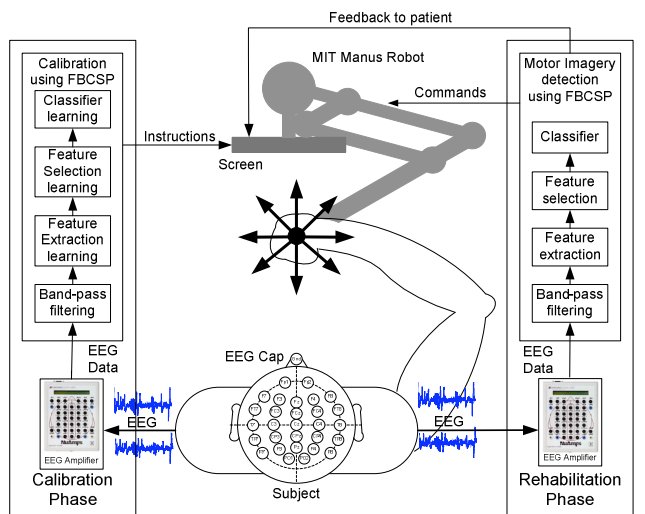 Feedback to patient
Calibration
using FBCSP
Classifier
learning
Feature
Selection
learning
Feature
Extraction
learning
Band-pass
filtering
EEG
Data
EEG Amplifier
Calibration
Phase
Instructions
MIT Manus Robot
Screen
Commands
EEG Cap
EEG
EEG
Subject
Motor Imagery
detection
using FBCSP
Classifier
Feature
selection
Feature
extraction
Band-pass
filtering
EEG
Data
EEG Amplifier
Rehabilitation
Phase